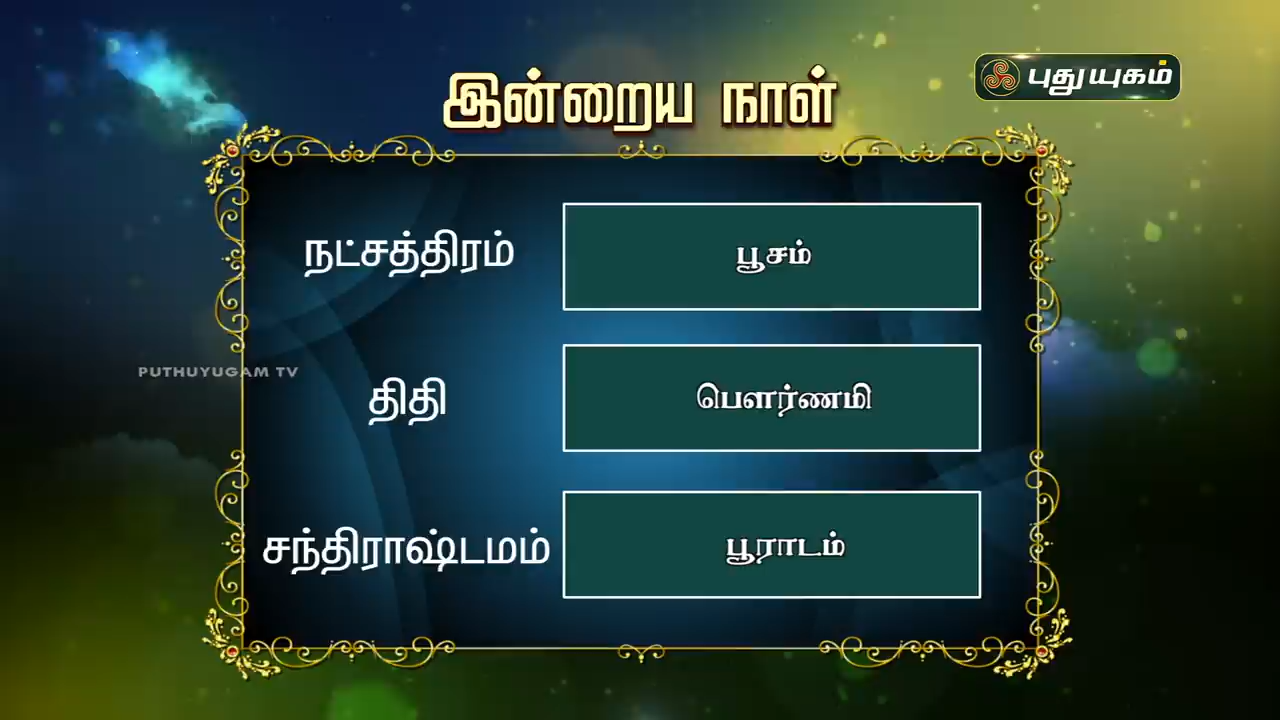 புதுயுகம்
இன்றைய நாள்
நட்சத்திரம் பூசம்
PUTHUYUGAM TV
திதி பௌர்ணமி
சந்திராஷ்டமம் பூராடம்